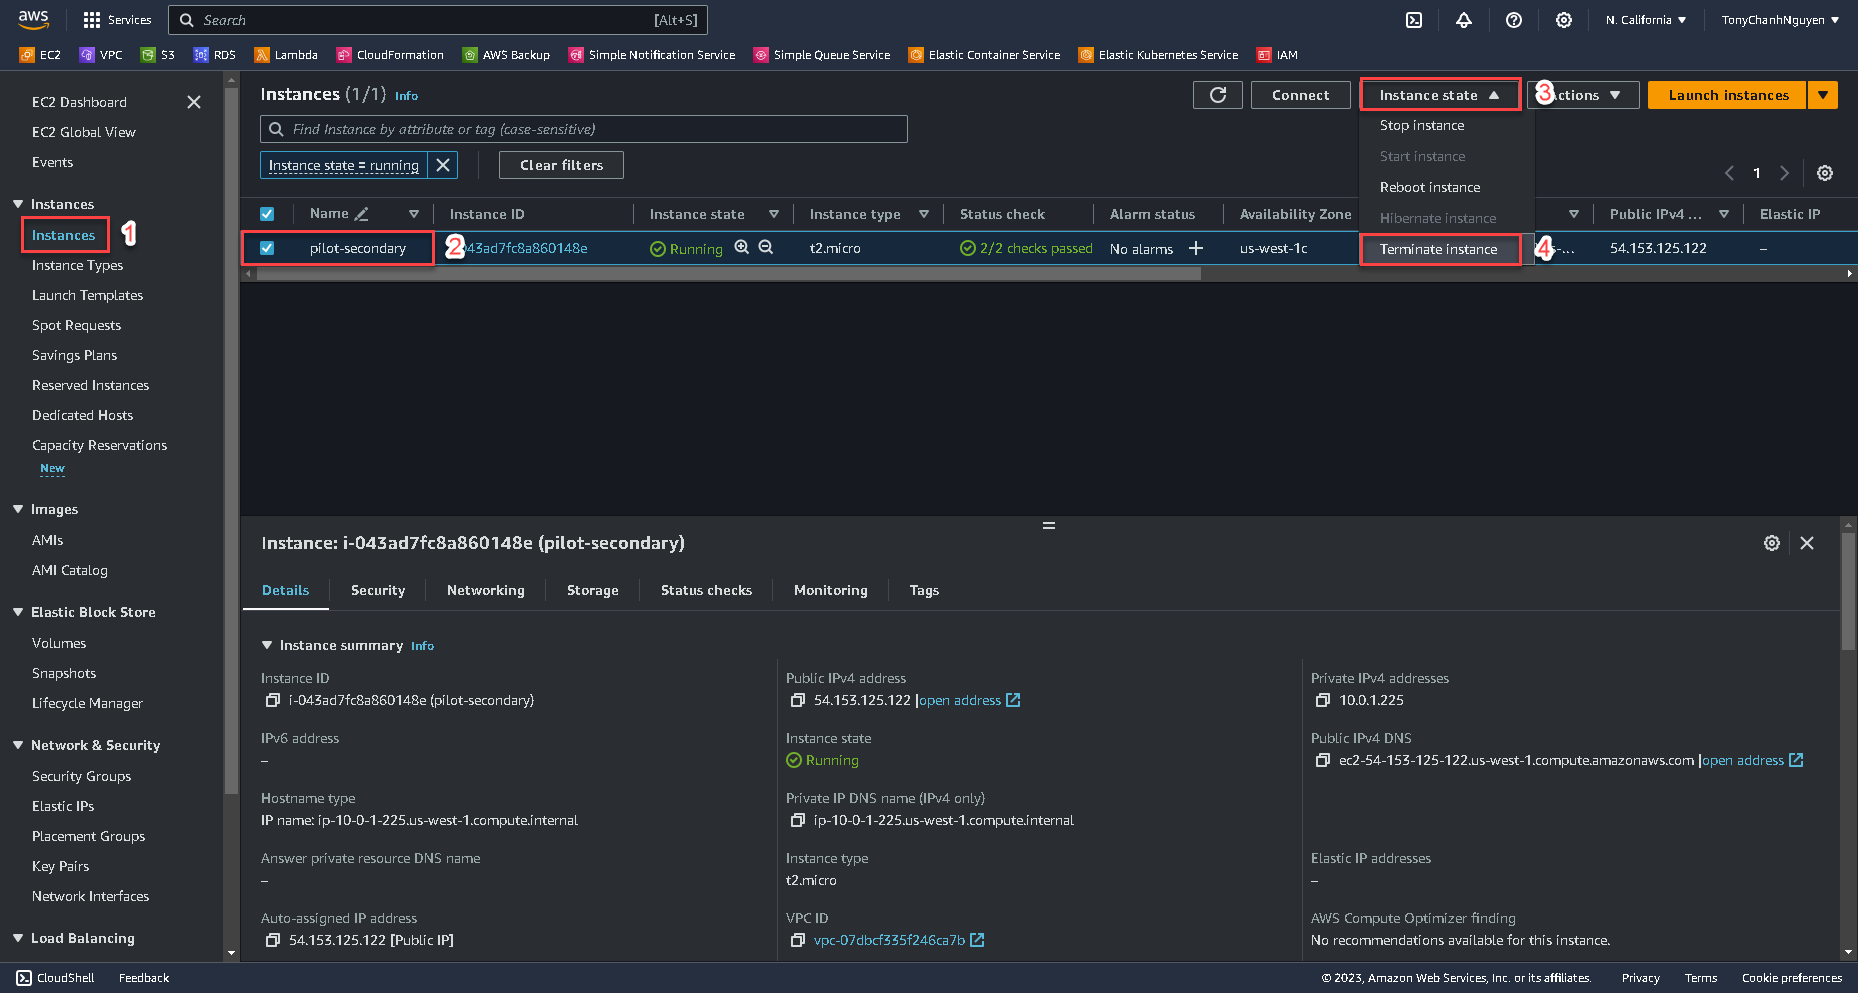 aws
Services
Search
[Alt+S]
N. California
TonyChanhNguyen
EC2
VPC
S3
RDS
Lambda
CloudFormation
AWS Backup
Simple Notification Service
Simple Queue Service
Elastic Container Service
Elastic Kubernetes Service
IAM
EC2 Dashboard
EC2 Global View
Events
Instances
Instances
1
Instance Types
Launch Templates
Spot Requests
Savings Plans
Reserved Instances
Dedicated Hosts
Capacity Reservations
New
Images
AMIs
AMI Catalog
Elastic Block Store
Volumes
Snapshots
Lifecycle Manager
Network & Security
Security Groups
Elastic IPs
Placement Groups
Key Pairs
Network Interfaces
Load Balancing
Instances (1/1) Info
Connect
Instance state
3
Launch instances
Find Instance by attribute or tag (case-sensitive)
Instance state = running
Clear filters
Stop instance
Start instance
Reboot instance
Hibernate instance
Terminate instance
4
1
Name
Instance ID
Instance state
Instance type
Status check
Alarm status
Availability Zone
Public IPv4 ...
Elastic IP
pilot-secondary
2
43ad7fc8a860148e
Running
t2.micro
2/2 checks passed
No alarms
us-west-1c
54.153.125.122
–
Instance: i-043ad7fc8a860148e (pilot-secondary)
Details
Security
Networking
Storage
Status checks
Monitoring
Tags
Instance summary Info
Instance ID
i-043ad7fc8a860148e (pilot-secondary)
Public IPv4 address
54.153.125.122 |open address
Private IPv4 addresses
10.0.1.225
IPv6 address
–
Instance state
Running
Public IPv4 DNS
ec2-54-153-125-122.us-west-1.compute.amazonaws.com |open address
Hostname type
IP name: ip-10-0-1-225.us-west-1.compute.internal
Private IP DNS name (IPv4 only)
ip-10-0-1-225.us-west-1.compute.internal
Answer private resource DNS name
–
Instance type
t2.micro
Elastic IP addresses
–
Auto-assigned IP address
54.153.125.122 [Public IP]
VPC ID
vpc-07dbcf335f246ca7b
AWS Compute Optimizer finding
No recommendations available for this instance.
CloudShell
Feedback
© 2023, Amazon Web Services, Inc. or its affiliates.
Privacy
Terms
Cookie preferences